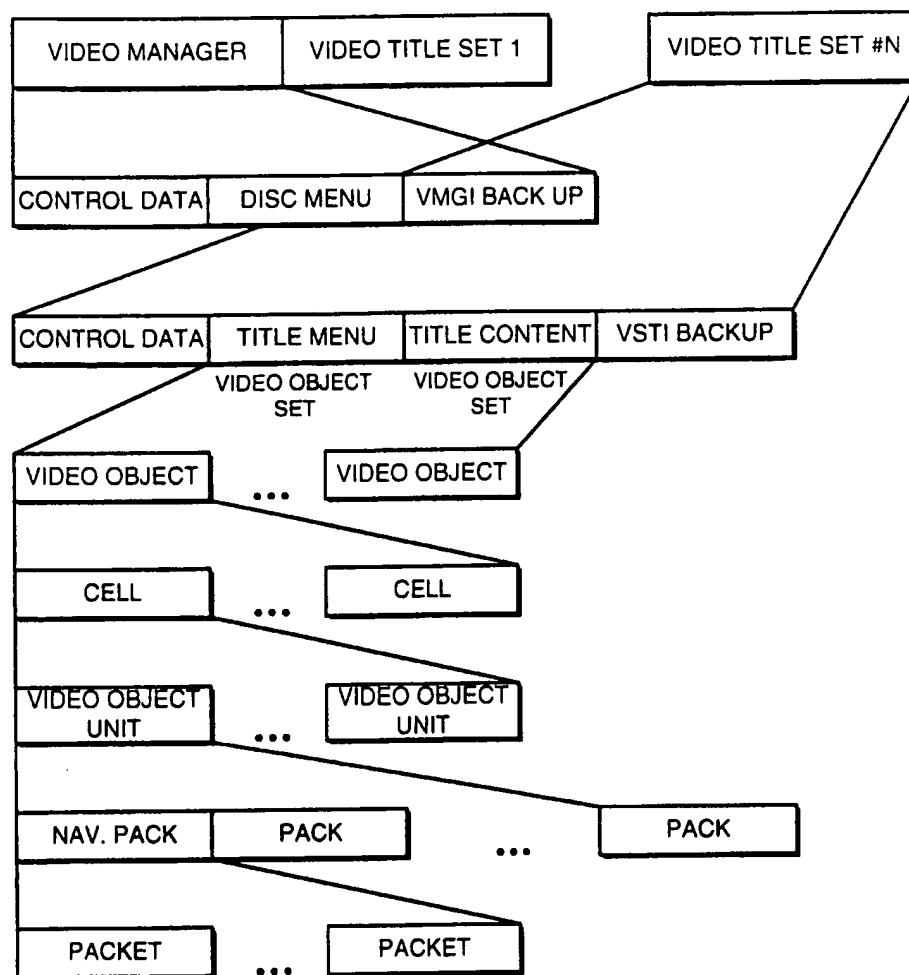 VIDEO MANAGER VIDEO TITLE SET 1 VIDEO TITLE SET #N
CONTROL DATA DISC MENU VMGI BACK UP
CONTROL DATA TITLE MENU TITLE CONTENT VSTI BACKUP
VIDEO OBJECT
SET
VIDEO OBJECT
SET
VIDEO OBJECT ... VIDEO OBJECT
CELL ... CELL
VIDEO OBJECT
UNIT
...
VIDEO OBJECT
UNIT
NAV. PACK PACK ... PACK
PACKET ... PACKET